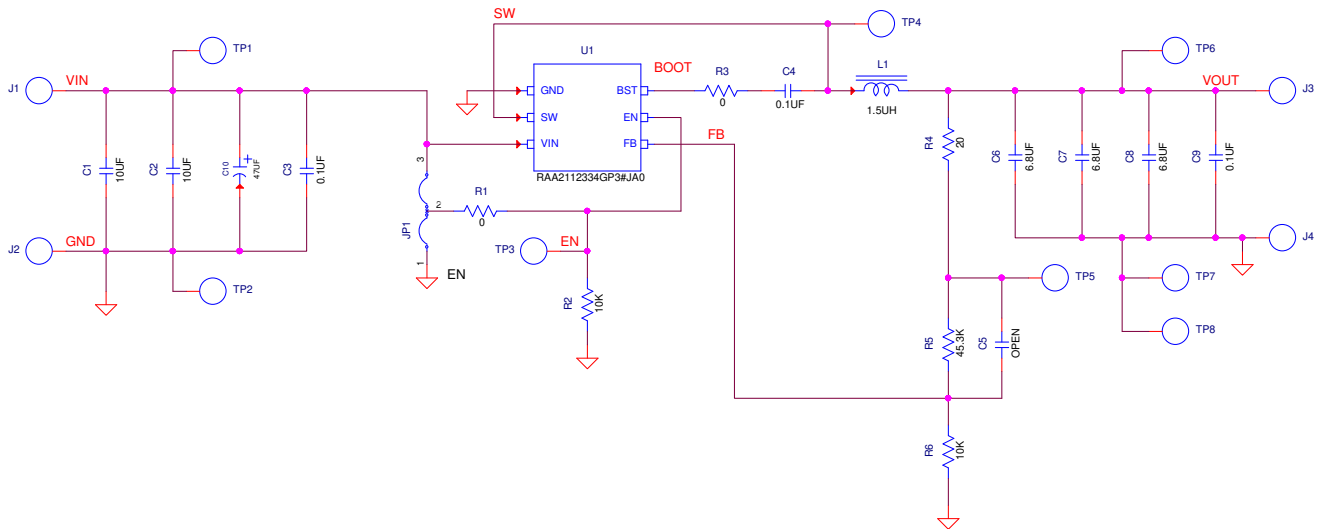 SW
TP4
TP1
U1
TP6
J1
VIN
BOOT
R3
0
C4
0.1UF
L1
1.5UH
VOUT
J3
GND
SW
VIN
BST
EN
FB
RAA2112334GP3#JA0
FB
C1
10UF
C2
10UF
C10
47UF
C3
0.1UF
R4
20
C6
6.8UF
C7
6.8UF
C8
6.8UF
C9
0.1UF
3
2
1
JP1
R1
0
J2
GND
TP3
EN
EN
J4
TP2
R2
10K
TP5
TP7
TP8
R5
45.3K
C5
OPEN
R6
10K